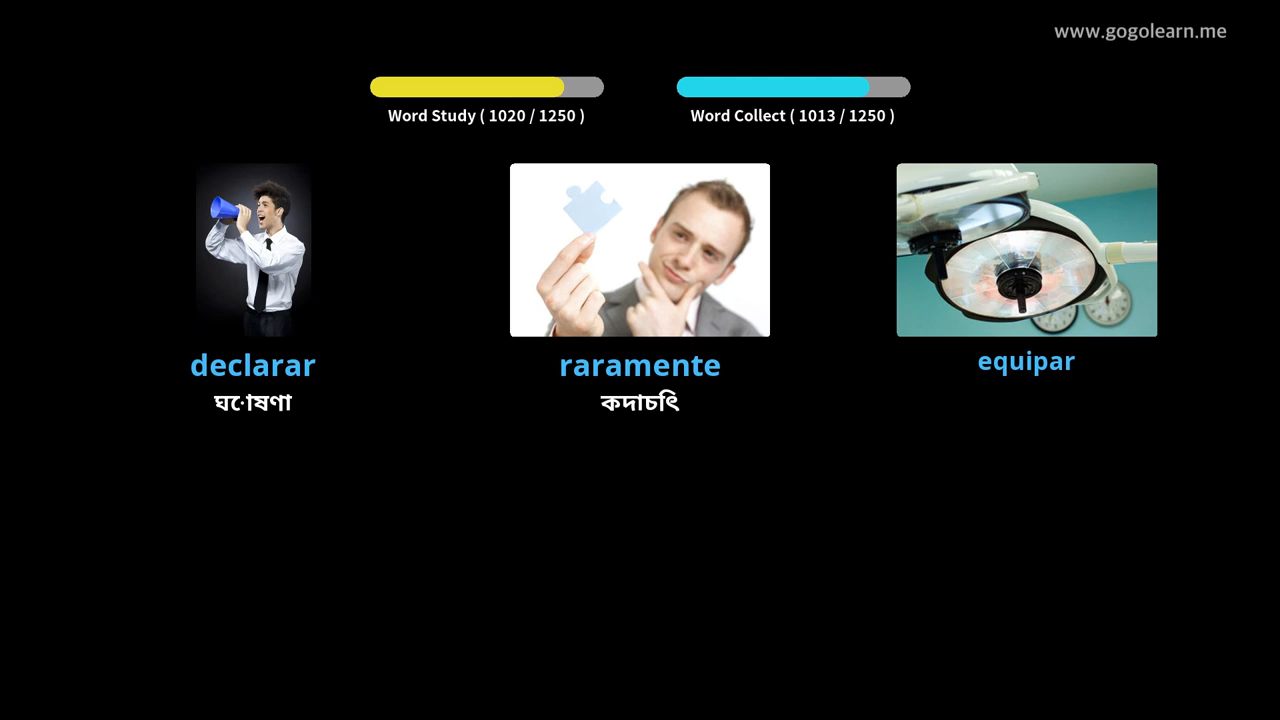 www.gogolearn.me
Word Study ( 1020 / 1250 )
Word Collect ( 1013 / 1250 )
declarar
raramente
equipar
ঘোষণা
কদাচিৎ